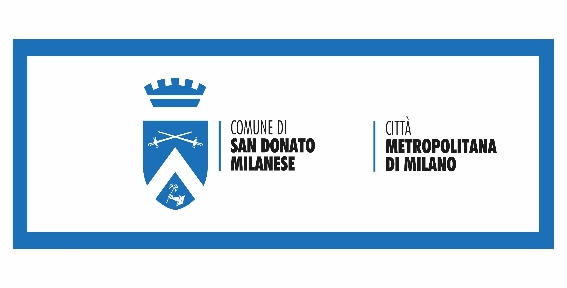 COMUNE DI
SAN DONATO
MILANESE
CITTÀ
METROPOLITANA
DI MILANO